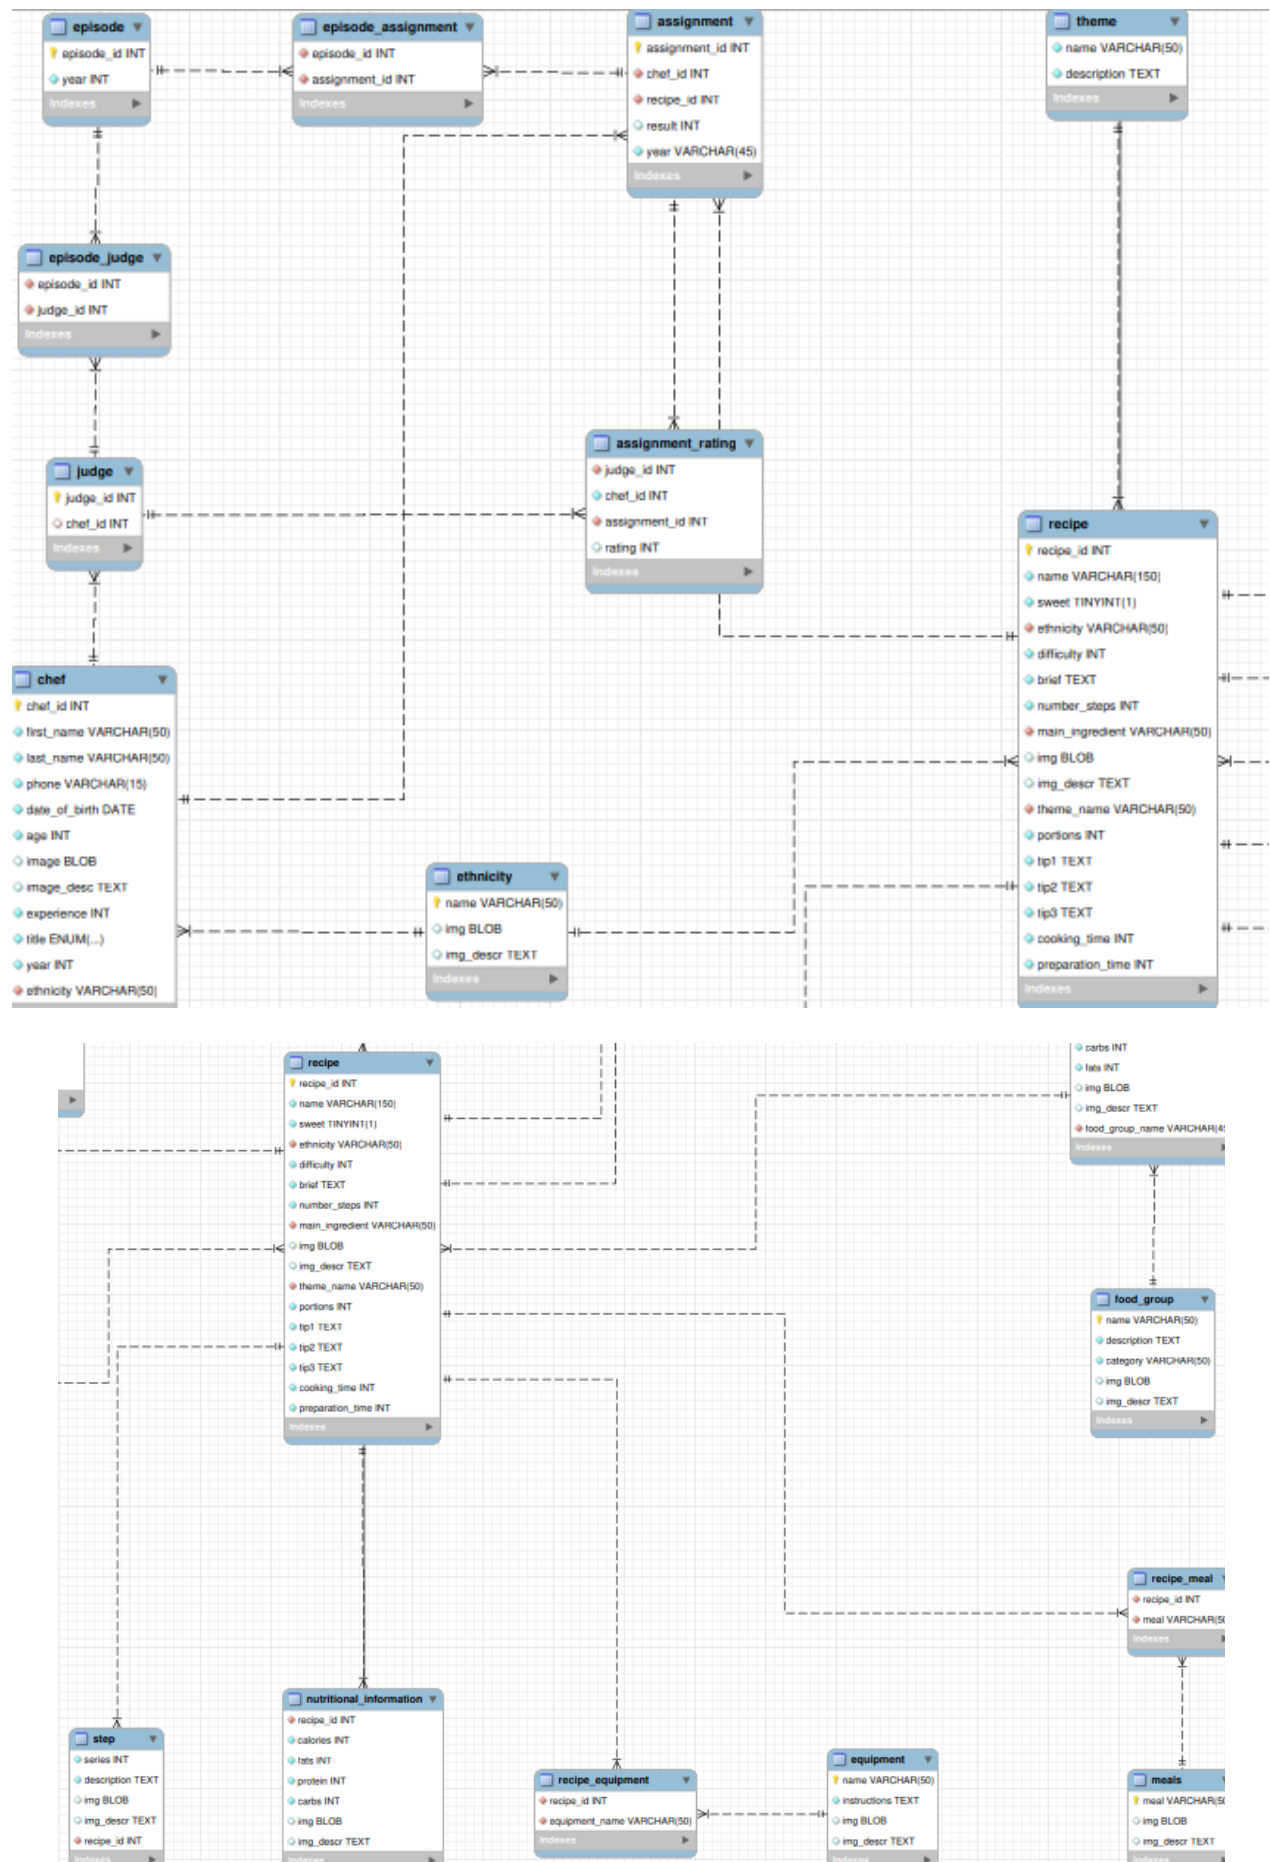 episode
episode_id INT
year INT
Indexes
episode_assignment
episode_id INT
assignment_id INT
Indexes
assignment
assignment_id INT
chef_id INT
recipe_id INT
result INT
year VARCHAR(45)
Indexes
theme
name VARCHAR(50)
description TEXT
Indexes
episode_judge
episode_id INT
judge_id INT
Indexes
judge
judge_id INT
chef_id INT
Indexes
assignment_rating
judge_id INT
chef_id INT
assignment_id INT
rating INT
Indexes
chef
chef_id INT
first_name VARCHAR(50)
last_name VARCHAR(50)
phone VARCHAR(15)
date_of_birth DATE
age INT
image BLOB
image_desc TEXT
experience INT
title ENUM(...)
year INT
ethnicity VARCHAR(50)
ethnicity
name VARCHAR(50)
img BLOB
img_descr TEXT
Indexes
recipe
recipe_id INT
name VARCHAR(150)
sweet TINYINT(1)
ethnicity VARCHAR(50)
difficulty INT
brief TEXT
number_steps INT
main_ingredient VARCHAR(50)
img BLOB
img_descr TEXT
theme_name VARCHAR(50)
portions INT
tip1 TEXT
tip2 TEXT
tip3 TEXT
cooking_time INT
preparation_time INT
Indexes
recipe
recipe_id INT
name VARCHAR(150)
sweet TINYINT(1)
ethnicity VARCHAR(50)
difficulty INT
brief TEXT
number_steps INT
main_ingredient VARCHAR(50)
img BLOB
img_descr TEXT
theme_name VARCHAR(50)
portions INT
tip1 TEXT
tip2 TEXT
tip3 TEXT
cooking_time INT
preparation_time INT
Indexes
carbs INT
fats INT
img BLOB
img_descr TEXT
food_group_name VARCHAR(4
Indexes
food_group
name VARCHAR(50)
description TEXT
category VARCHAR(50)
img BLOB
img_descr TEXT
Indexes
recipe_meal
recipe_id INT
meal VARCHAR(50
Indexes
step
series INT
description TEXT
img BLOB
img_descr TEXT
recipe_id INT
Indexes
nutritional_information
recipe_id INT
calories INT
fats INT
protein INT
carbs INT
img BLOB
img_descr TEXT
Indexes
recipe_equipment
recipe_id INT
equipment_name VARCHAR(50)
Indexes
equipment
name VARCHAR(50)
instructions TEXT
img BLOB
img_descr TEXT
Indexes
meals
meal VARCHAR(50
img BLOB
img_descr TEXT
Indexes